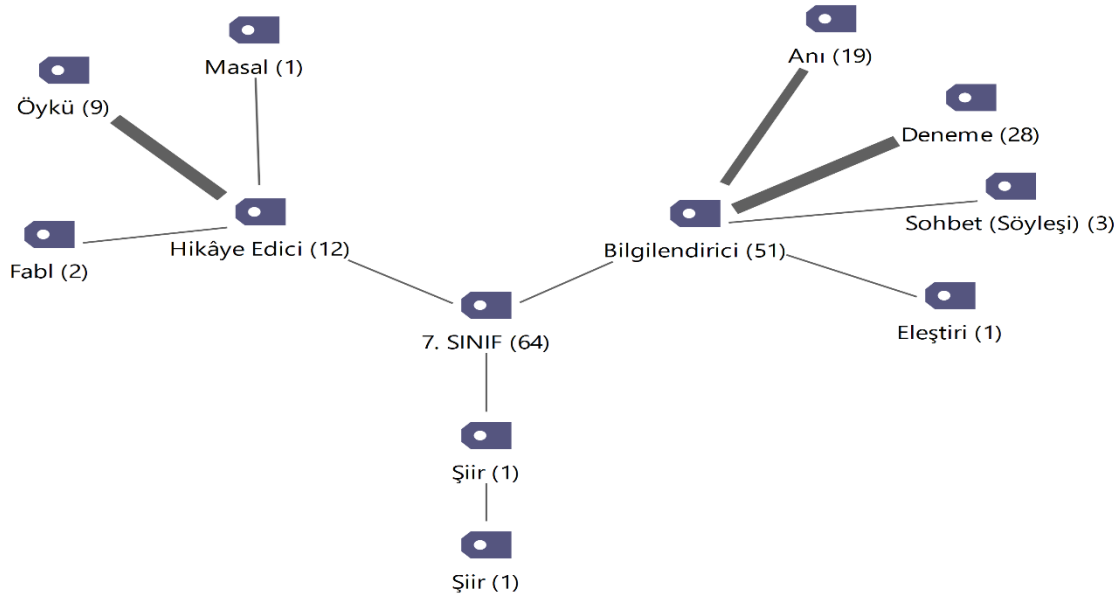 Masal (1)
Anı (19)
Öykü (9)
Deneme (28)
Sohbet (Söyleşi) (3)
Hikâye Edici (12)
Bilgilendirici (51)
Fabl (2)
Eleştiri (1)
7. SINIF (64)
Şiir (1)
Şiir (1)